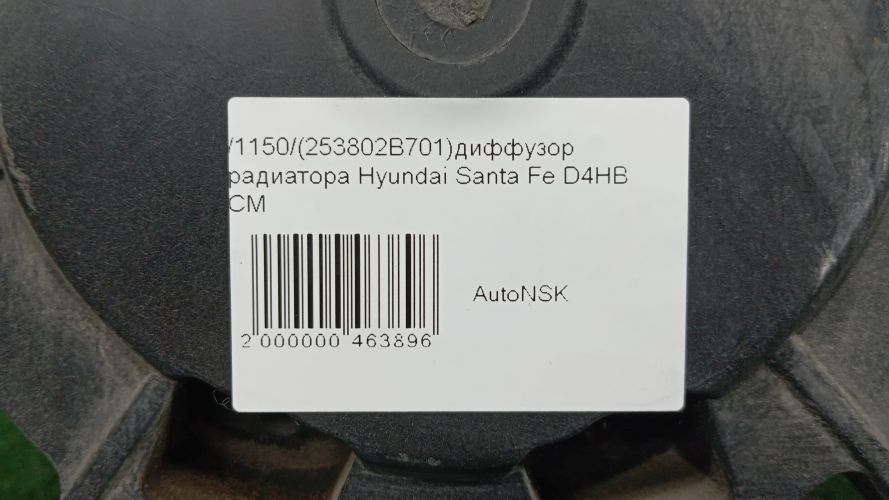 /1150/(253802B701)диффузор
радиатора Hyundai Santa Fe D4HB
CM
AutoNSK
2 000000 463896